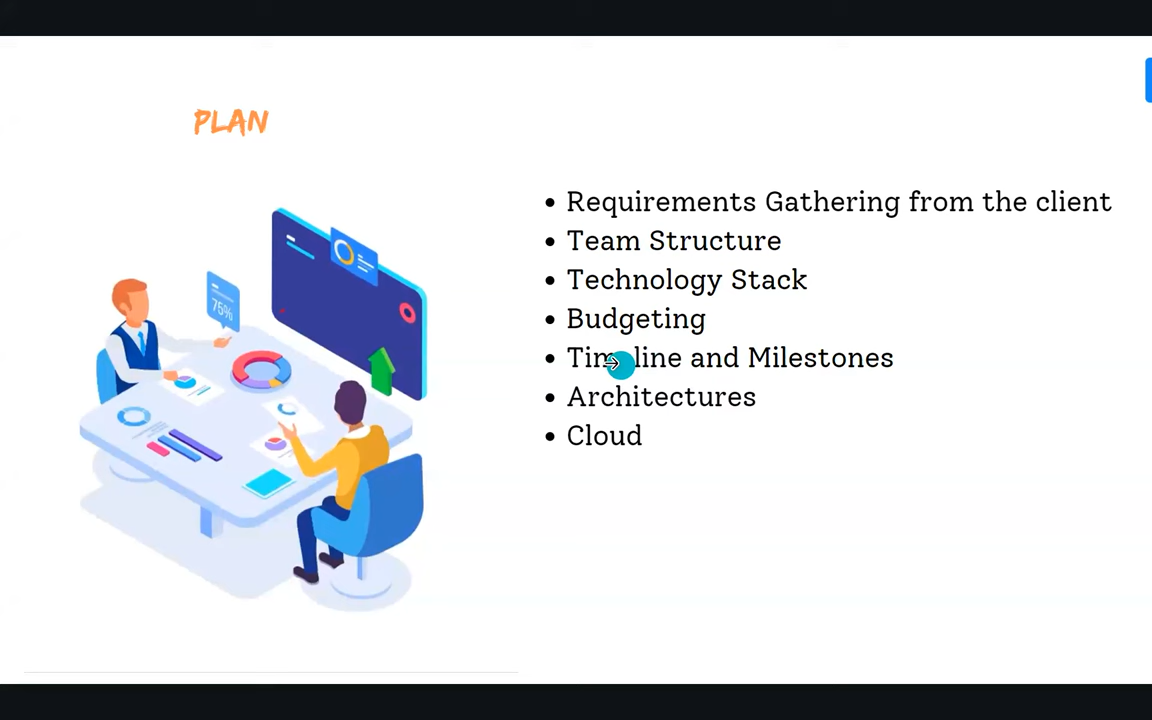 PLAN
75%
Requirements Gathering from the client
Team Structure
Technology Stack
Budgeting
Timeline and Milestones
Architectures
Cloud